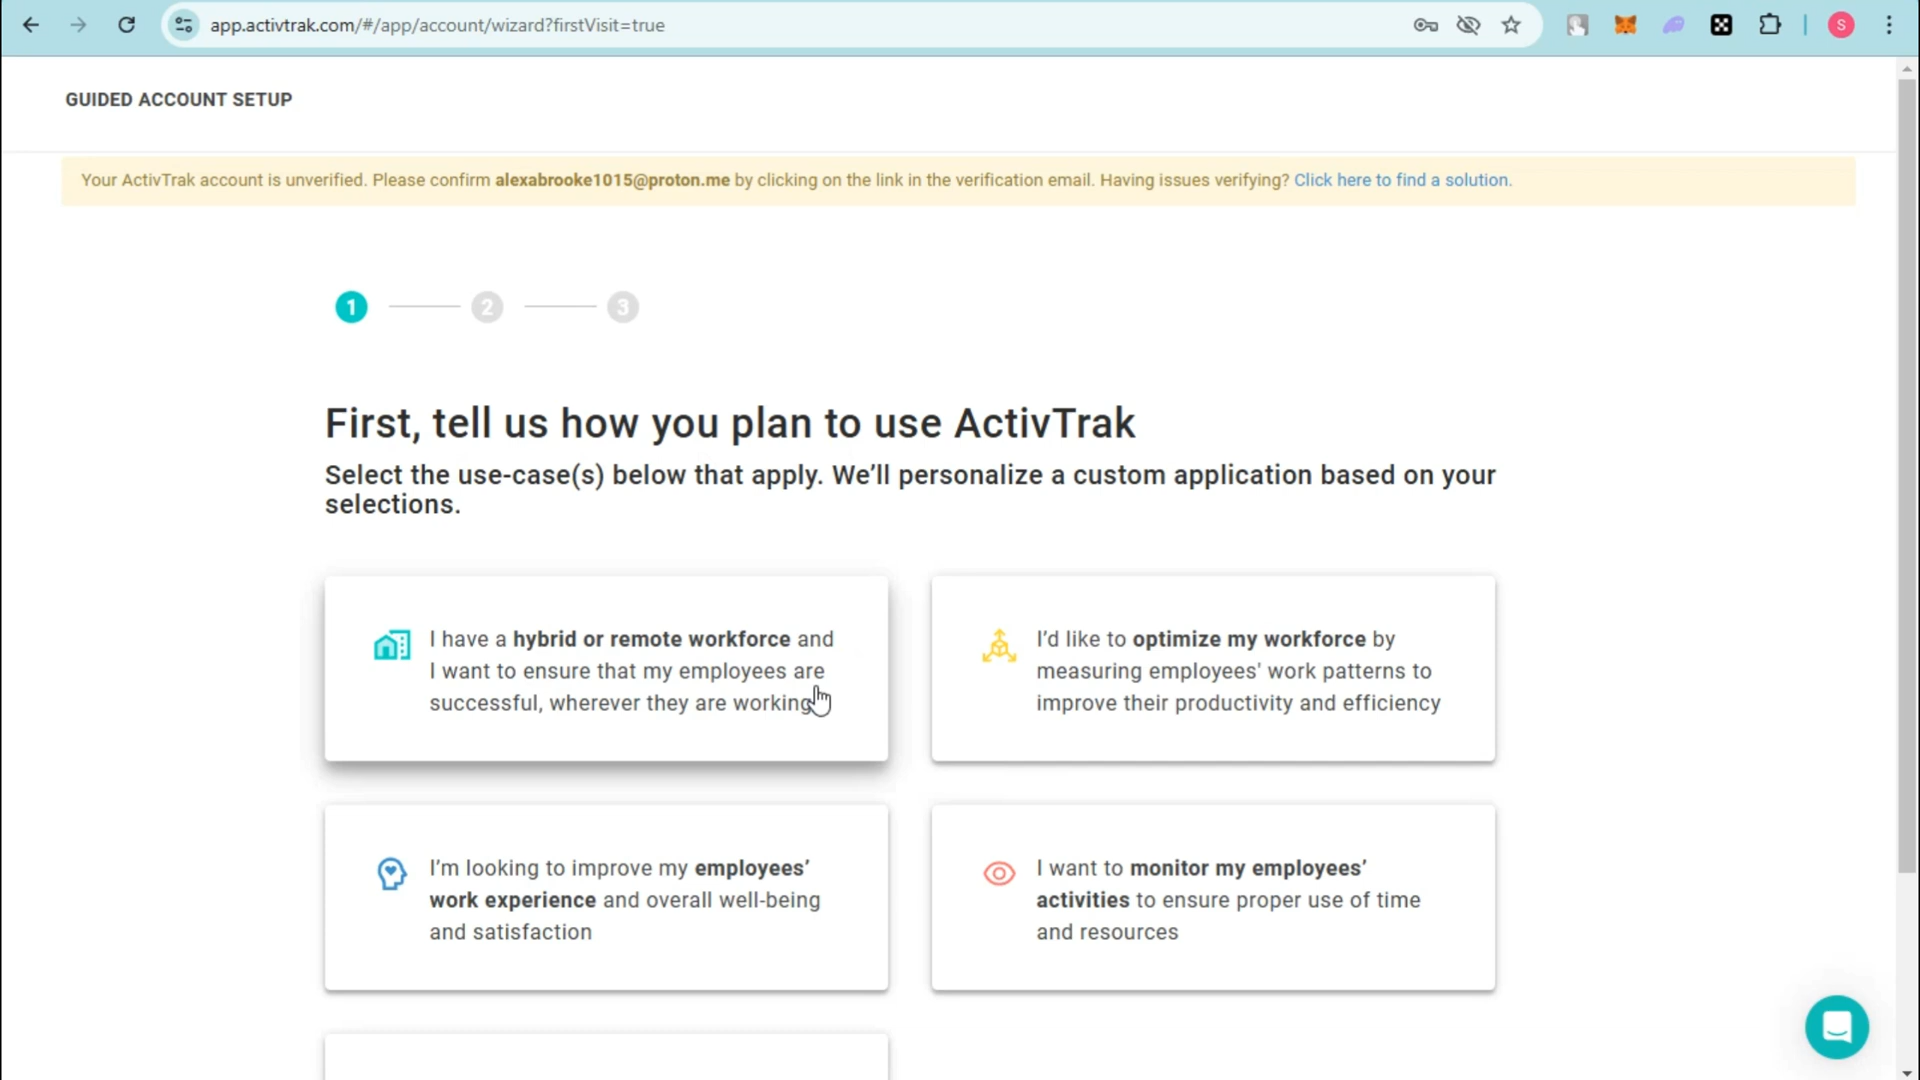 app.activtrak.com/#/app/account/wizard?firstVisit=true
S
GUIDED ACCOUNT SETUP
Your ActivTrak account is unverified. Please confirm alexabrooke1015@proton.me by clicking on the link in the verification email. Having issues verifying? Click here to find a solution.
1
2
3
First, tell us how you plan to use ActivTrak
Select the use-case(s) below that apply. We’ll personalize a custom application based on your
selections.
I have a hybrid or remote workforce and
I want to ensure that my employees are
successful, wherever they are working
I’d like to optimize my workforce by
measuring employees' work patterns to
improve their productivity and efficiency
I’m looking to improve my employees’
work experience and overall well-being
and satisfaction
I want to monitor my employees’
activities to ensure proper use of time
and resources